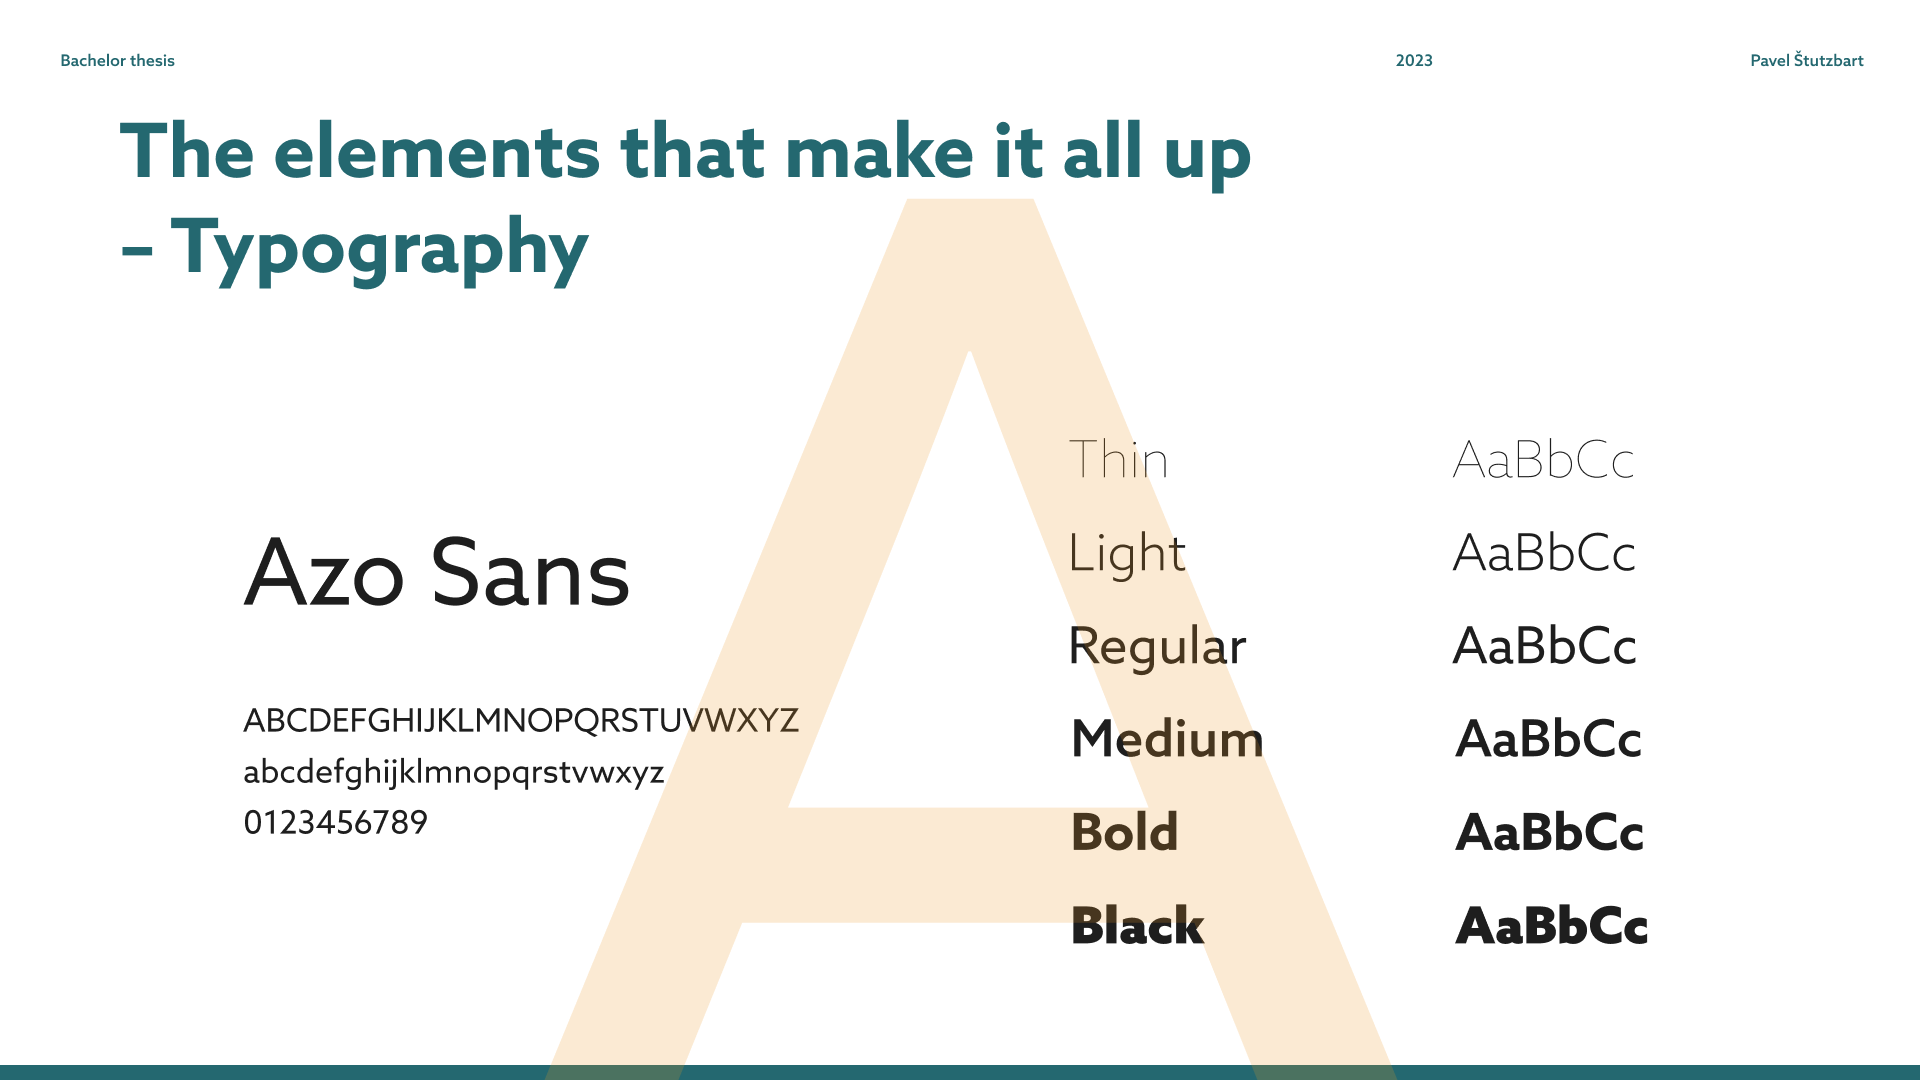 Bachelor thesis
2023
Pavel Štutzbart
The elements that make it all up
– Typography
A
Azo Sans
ABCDEFGHIJKLMNOPQRSTUVWXYZ
abcdefghijklmnopqrstvwxyz
0123456789
Thin AaBbCc
Light AaBbCc
Regular AaBbCc
Medium AaBbCc
Bold AaBbCc
Black AaBbCc